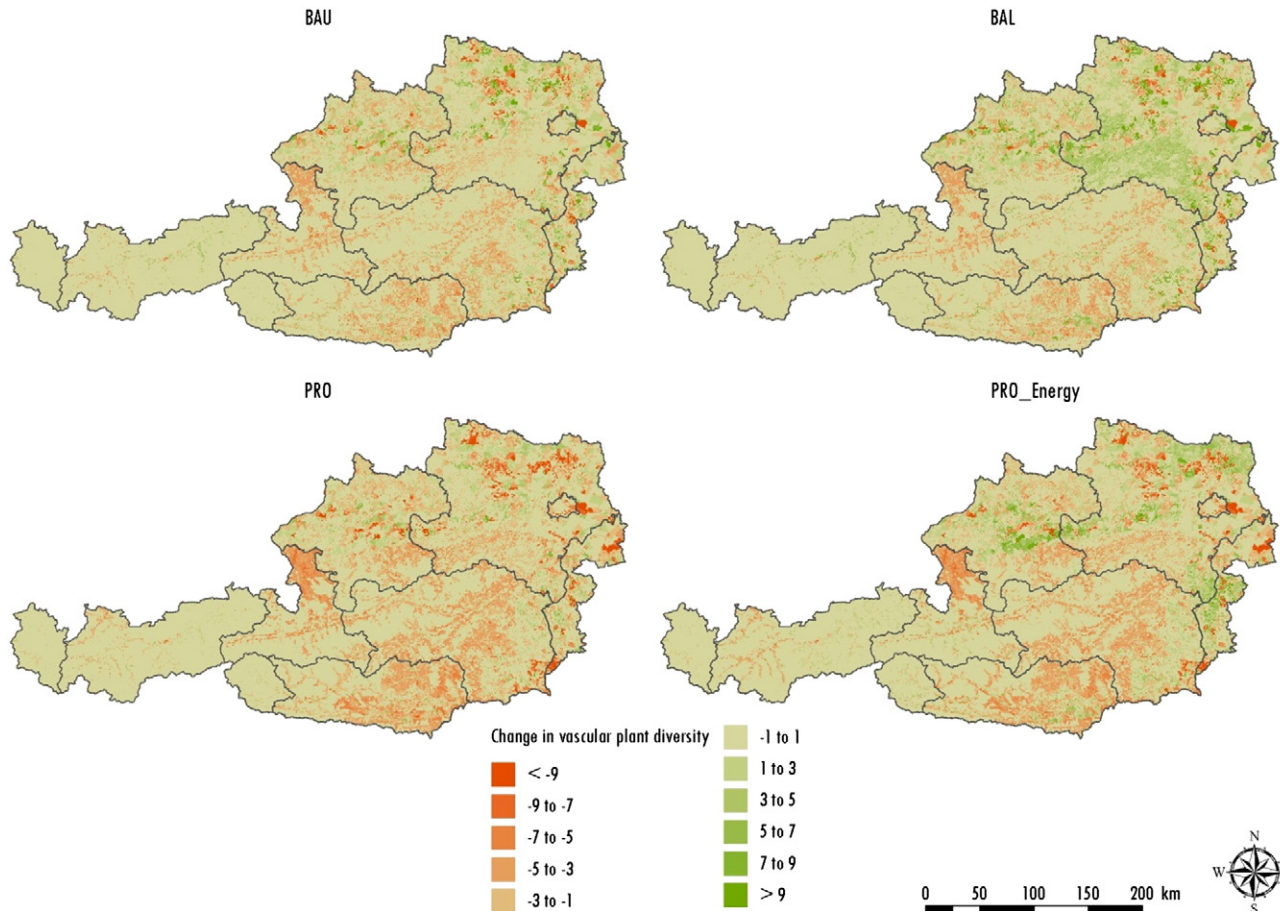 BAU
BAL
PRO
PRO_Energy
Change in vascular plant diversity
< -9
-9 to -7
-7 to -5
-5 to -3
-3 to -1
-1 to 1
1 to 3
3 to 5
5 to 7
7 to 9
> 9
0 50 100 150 200 km
N
W E
S